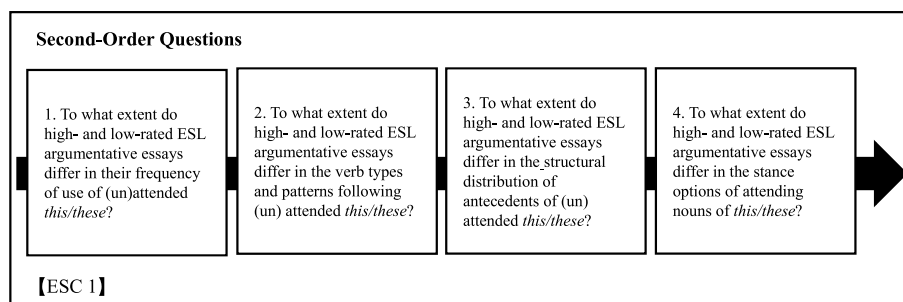 Second-Order Questions
1. To what extent do
high- and low-rated ESL
argumentative essays
differ in their frequency
of use of (un)attended
this/these?
2. To what extent do
high- and low-rated ESL
argumentative essays
differ in the verb types
and patterns following
(un) attended this/these?
3. To what extent do
high- and low-rated ESL
argumentative essays
differ in the structural
distribution of
antecedents of (un)
attended this/these?
4. To what extent do
high- and low-rated ESL
argumentative essays
differ in the stance
options of attending
nouns of this/these?
【ESC 1】